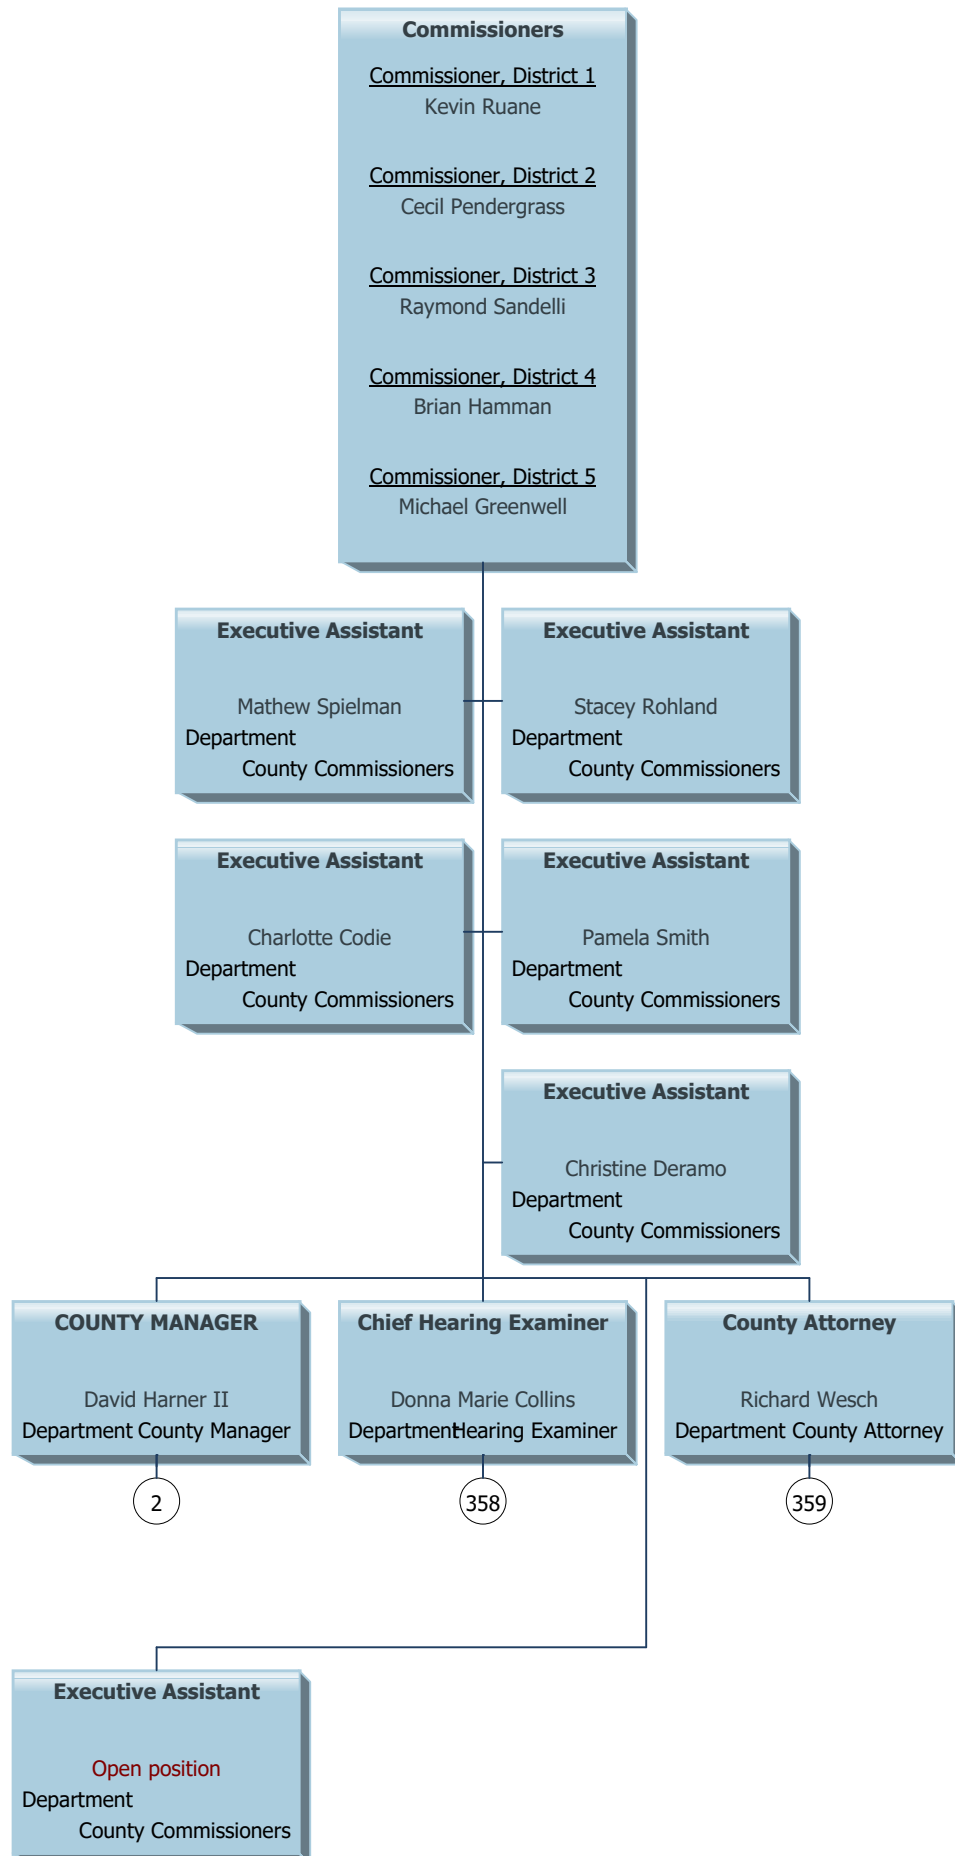 Commissioners
Commissioner, District 1
Kevin Ruane
Commissioner, District 2
Cecil Pendergrass
Commissioner, District 3
Raymond Sandelli
Commissioner, District 4
Brian Hamman
Commissioner, District 5
Michael Greenwell
Executive Assistant
Mathew Spielman
Department
County Commissioners
Executive Assistant
Stacey Rohland
Department
County Commissioners
Executive Assistant
Charlotte Codie
Department
County Commissioners
Executive Assistant
Pamela Smith
Department
County Commissioners
Executive Assistant
Christine Deramo
Department
County Commissioners
COUNTY MANAGER
David Harner II
Department County Manager
2
Chief Hearing Examiner
Donna Marie Collins
Department Hearing Examiner
358
County Attorney
Richard Wesch
Department County Attorney
359
Executive Assistant
Open position
Department
County Commissioners